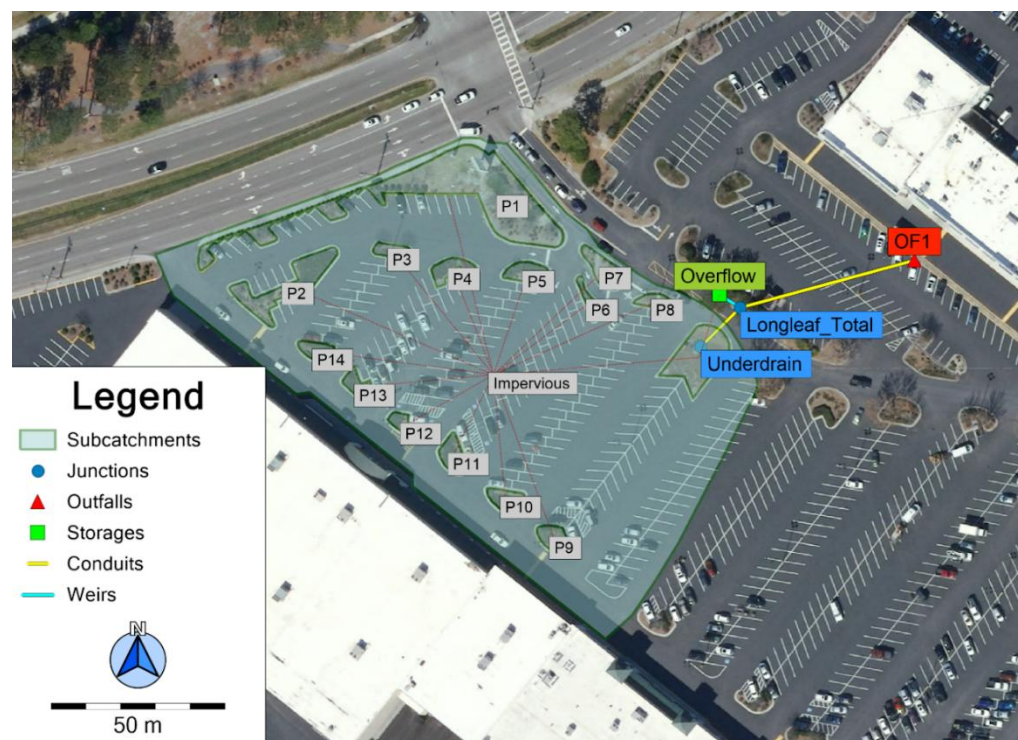 P1
P3
P4
P5
P7
OF1
Overflow
P2
P6
P8
Longleaf_Total
P14
Underdrain
Impervious
P13
P12
P11
P10
P9
Legend
Subcatchments
Junctions
Outfalls
Storages
Conduits
Weirs
N
50 m